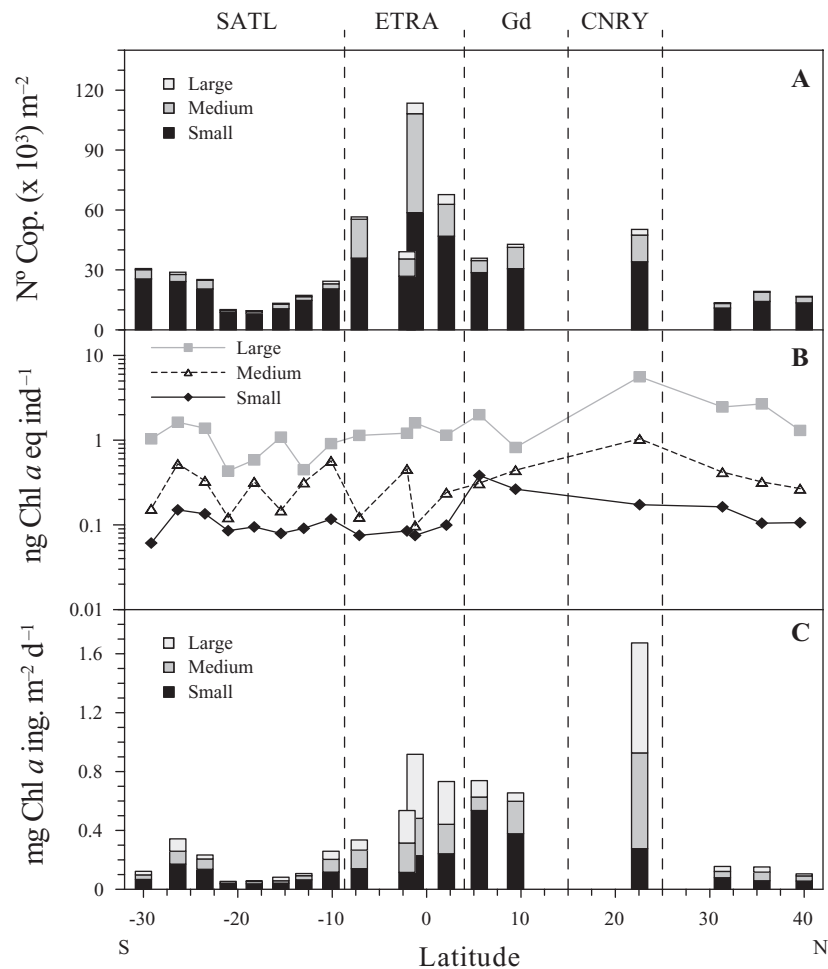 SATL ETRA Gd CNRY
A
Large
Medium
Small
Nº Cop. (x 10³) m⁻²
120
90
60
30
0
B
Large
Medium
Small
ng Chl a eq ind⁻¹
10
1
0.1
0.01
C
Large
Medium
Small
mg Chl a ing. m⁻² d⁻¹
1.6
1.2
0.8
0.4
0
-30 -20 -10 0 10 20 30 40
S Latitude N